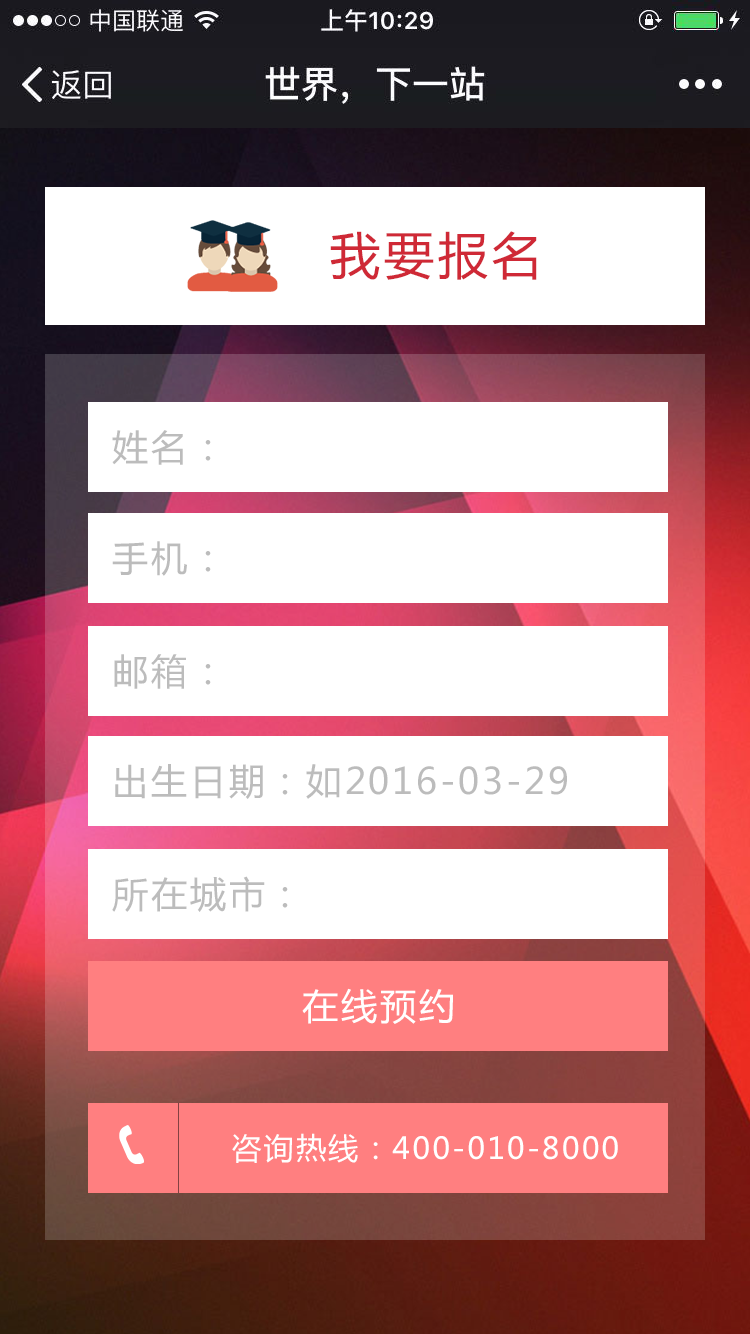 中国联通 上午10:29
返回 世界，下一站
我要报名
姓名：
手机：
邮箱：
出生日期：如2016-03-29
所在城市：
在线预约
咨询热线：400-010-8000